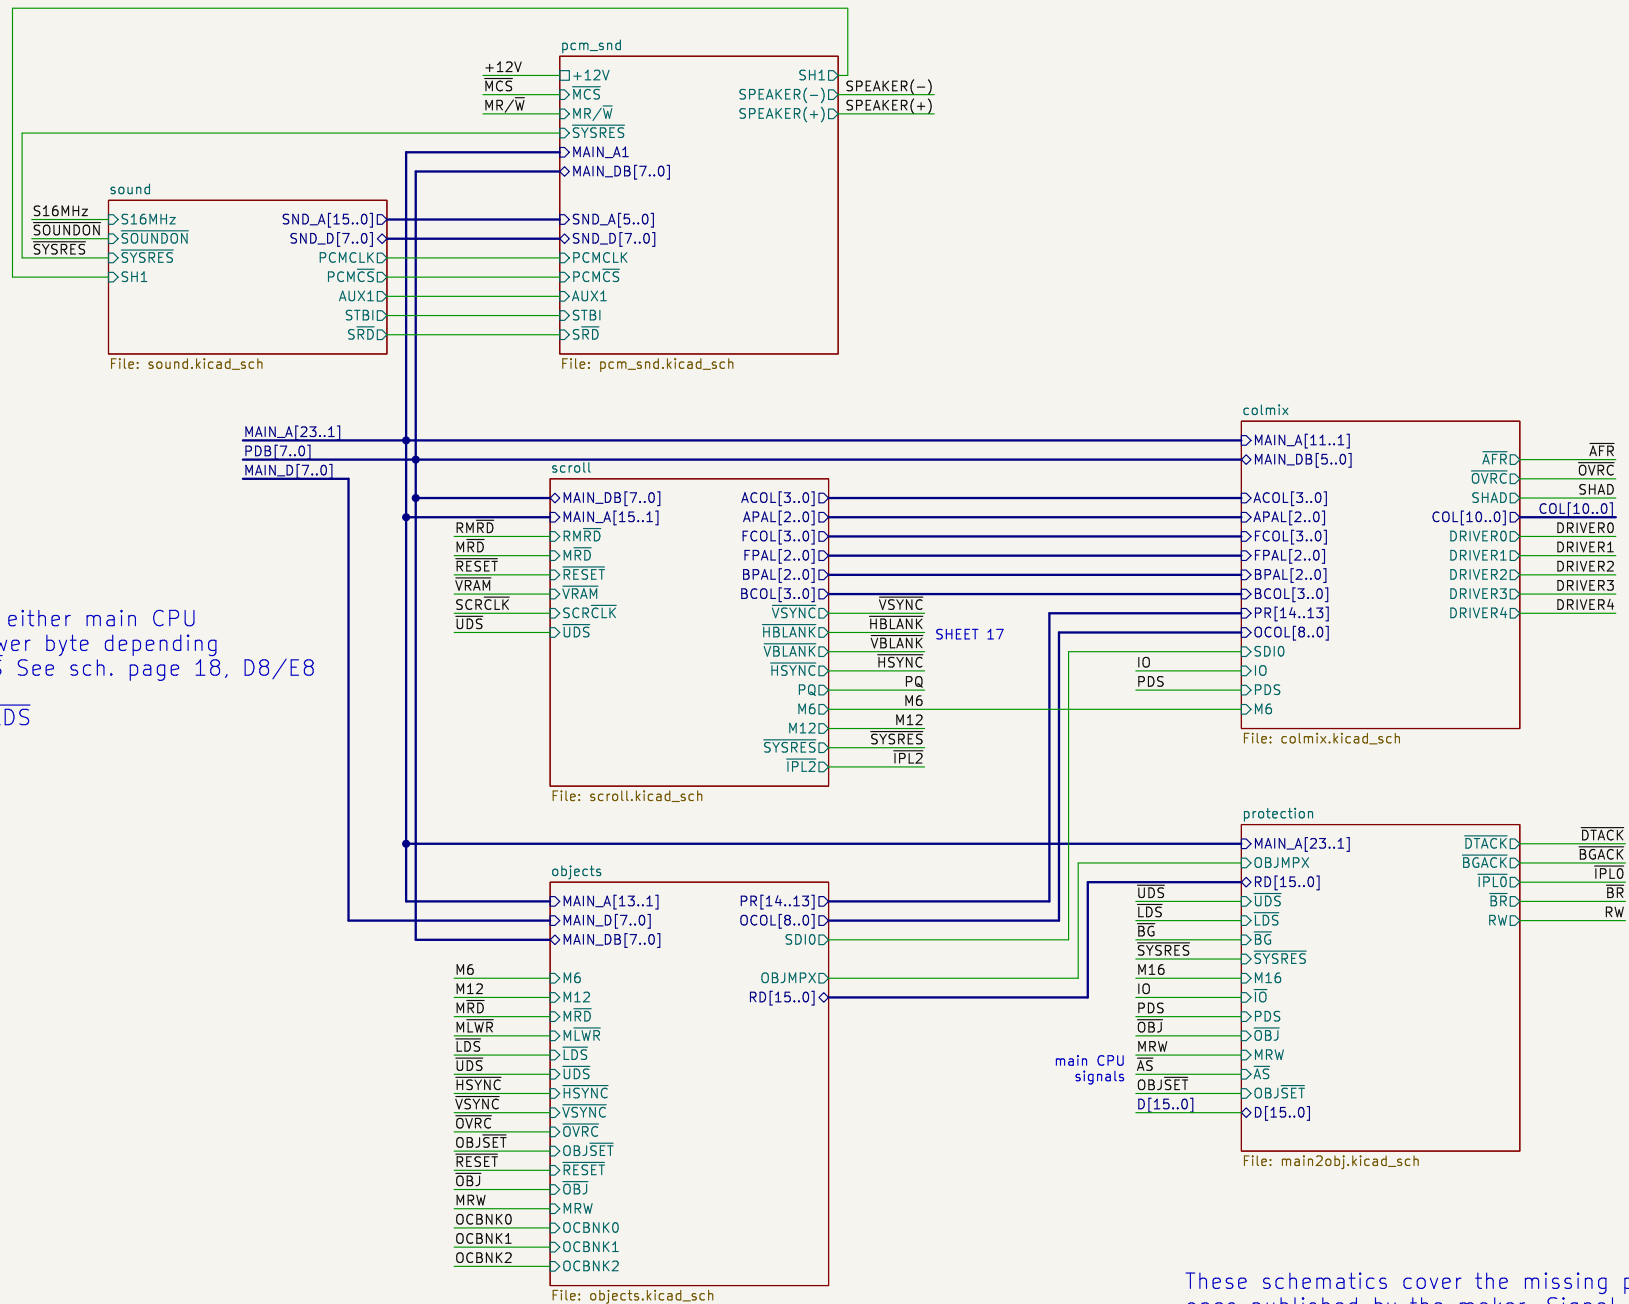 pcm_snd
+12V
MCS
MR/W
+12V
MCS
MR/W
SYSRES
MAIN_A1
MAIN_DB[7..0]
SND_A[5..0]
SND_D[7..0]
PCMCLK
PCMCS
AUX1
STBI
SRD
SH1
SPEAKER(-)
SPEAKER(+)
SPEAKER(-)
SPEAKER(+)
File: pcm_snd.kicad_sch
sound
S16MHz
SOUNDON
SYSRES
S16MHz
SOUNDON
SYSRES
SH1
SND_A[15..0]
SND_D[7..0]
PCMCLK
PCMCS
AUX1
STBI
SRD
File: sound.kicad_sch
MAIN_A[23..1]
PDB[7..0]
MAIN_D[7..0]
scroll
RMRD
MRD
RESET
VRAM
SCRCLK
UDS
MAIN_DB[7..0]
MAIN_A[15..1]
RMRD
MRD
RESET
VRAM
SCRCLK
UDS
ACOL[3..0]
APAL[2..0]
FCOL[3..0]
FPAL[2..0]
BPAL[2..0]
BCOL[3..0]
VSYNC
HBLANK
VBLANK
HSYNC
PQ
M6
M12
SYSRES
IPL2
VSYNC
HBLANK
VBLANK
HSYNC
PQ
M6
M12
SYSRES
IPL2
SHEET 17
File: scroll.kicad_sch
colmix
IO
PDS
MAIN_A[11..1]
MAIN_DB[5..0]
ACOL[3..0]
APAL[2..0]
FCOL[3..0]
FPAL[2..0]
BPAL[2..0]
BCOL[3..0]
PR[14..13]
OCOL[8..0]
SDI0
IO
PDS
M6
AFR
OVRC
SHAD
COL[10..0]
DRIVER0
DRIVER1
DRIVER2
DRIVER3
DRIVER4
AFR
OVRC
SHAD
COL[10..0]
DRIVER0
DRIVER1
DRIVER2
DRIVER3
DRIVER4
File: colmix.kicad_sch
either main CPU
wer byte depending
See sch. page 18, D8/E8
DS
objects
M6
M12
MRD
MLWR
LDS
UDS
HSYNC
VSYNC
OVRC
OBJSET
RESET
OBJ
MRW
OCBNK0
OCBNK1
OCBNK2
MAIN_A[13..1]
MAIN_D[7..0]
MAIN_DB[7..0]
M6
M12
MRD
MLWR
LDS
UDS
HSYNC
VSYNC
OVRC
OBJSET
RESET
OBJ
MRW
OCBNK0
OCBNK1
OCBNK2
PR[14..13]
OCOL[8..0]
SDI0
OBJMPX
RD[15..0]
File: objects.kicad_sch
protection
UDS
LDS
BG
SYSRES
M16
IO
PDS
OBJ
MRW
AS
OBJSET
D[15..0]
main CPU
signals
MAIN_A[23..1]
OBJMPX
RD[15..0]
UDS
LDS
BG
SYSRES
M16
IO
PDS
OBJ
MRW
AS
OBJSET
D[15..0]
DTACK
BGACK
IPL0
BR
RW
DTACK
BGACK
IPL0
BR
RW
File: main2obj.kicad_sch
These schematics cover the missing p
once published by the maker. Signal